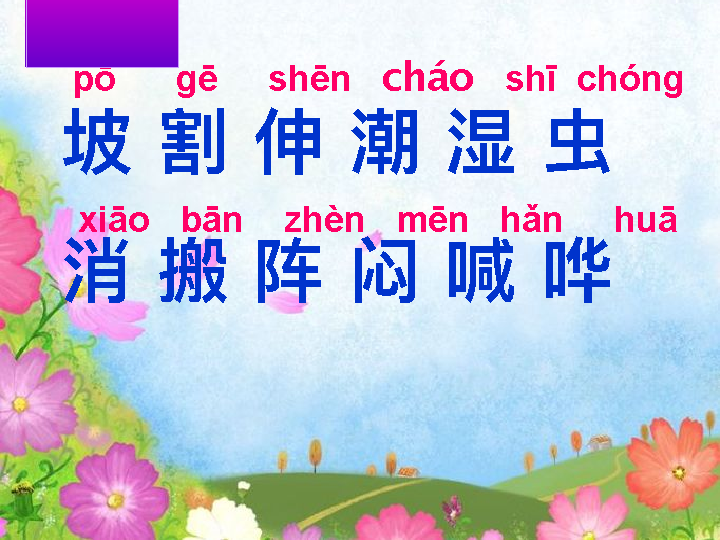 pō gē shēn cháo shī chóng
坡 割 伸 潮 湿 虫
xiāo bān zhèn mēn hǎn huā
消 搬 阵 闷 喊 哗